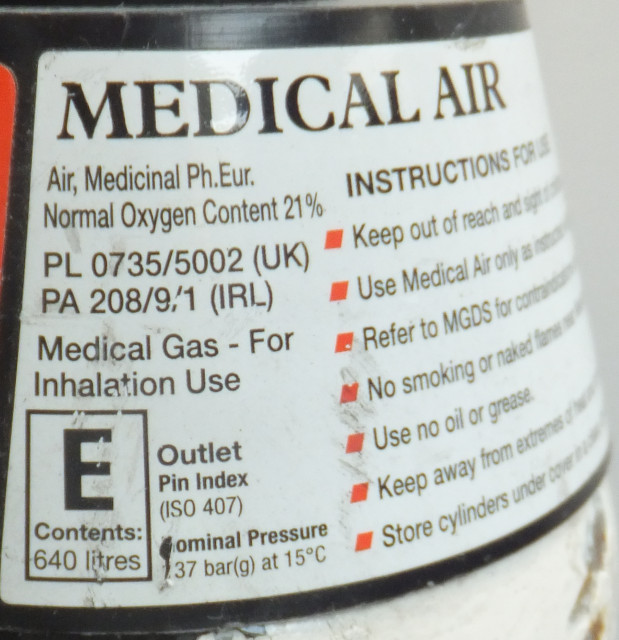 MEDICAL AIR
Air, Medicinal Ph.Eur.
Normal Oxygen Content 21%
PL 0735/5002 (UK)
PA 208/9/1 (IRL)
Medical Gas - For
Inhalation Use
E
Contents:
640 litres
Outlet
Pin Index
(ISO 407)
Nominal Pressure
137 bar(g) at 15°C
INSTRUCTIONS FOR USE
Keep out of reach and sight of
Use Medical Air only as
Refer to MGDS for
No smoking or naked flames
Use no oil or grease.
Keep away from extremes of
Store cylinders under cover